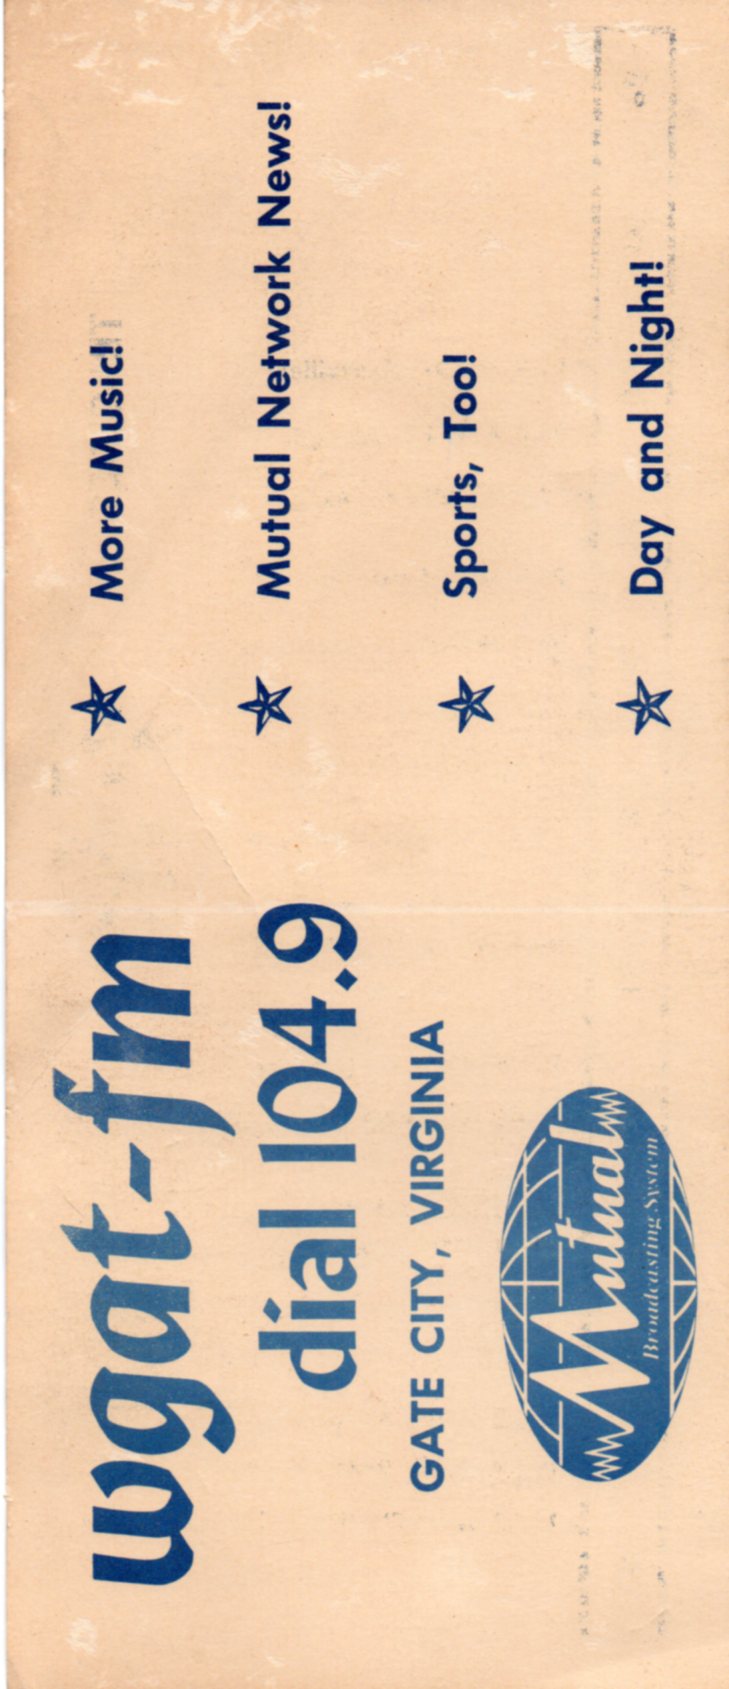 wgat-fm
dial 104.9
GATE CITY, VIRGINIA
Mutual
Broadcasting System
More Music!
Mutual Network News!
Sports, Too!
Day and Night!